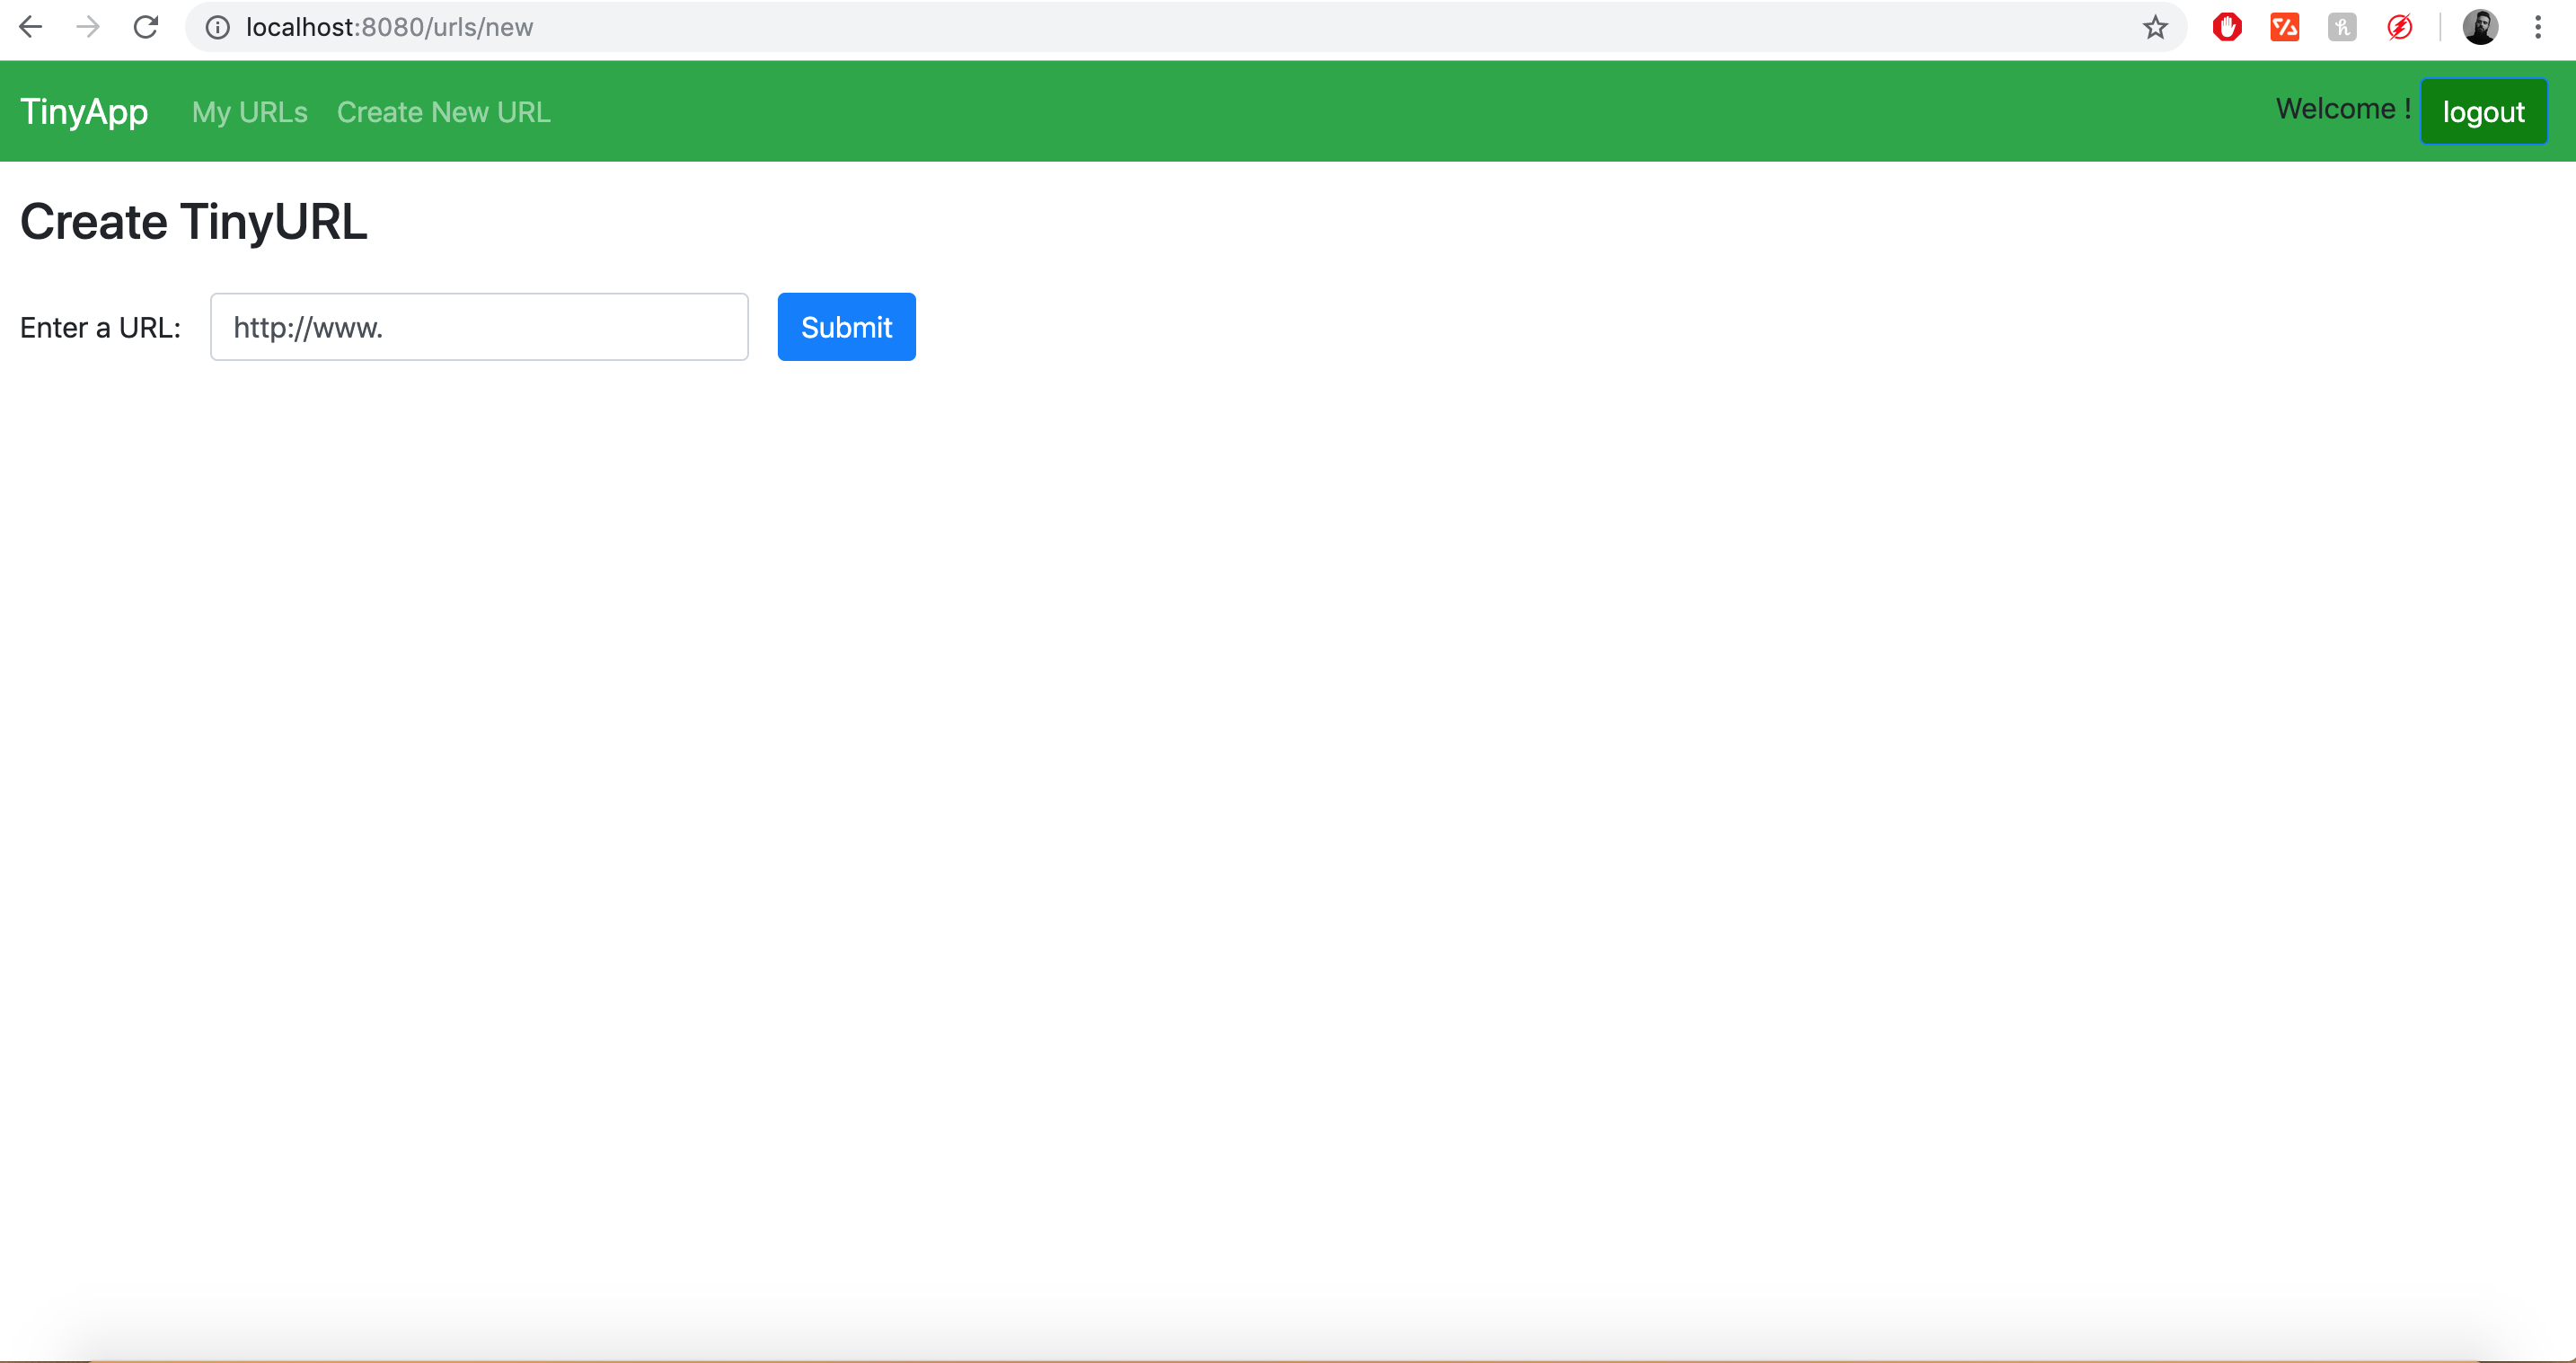 localhost:8080/urls/new
TinyApp My URLs Create New URL Welcome ! logout
Create TinyURL
Enter a URL: http://www. Submit